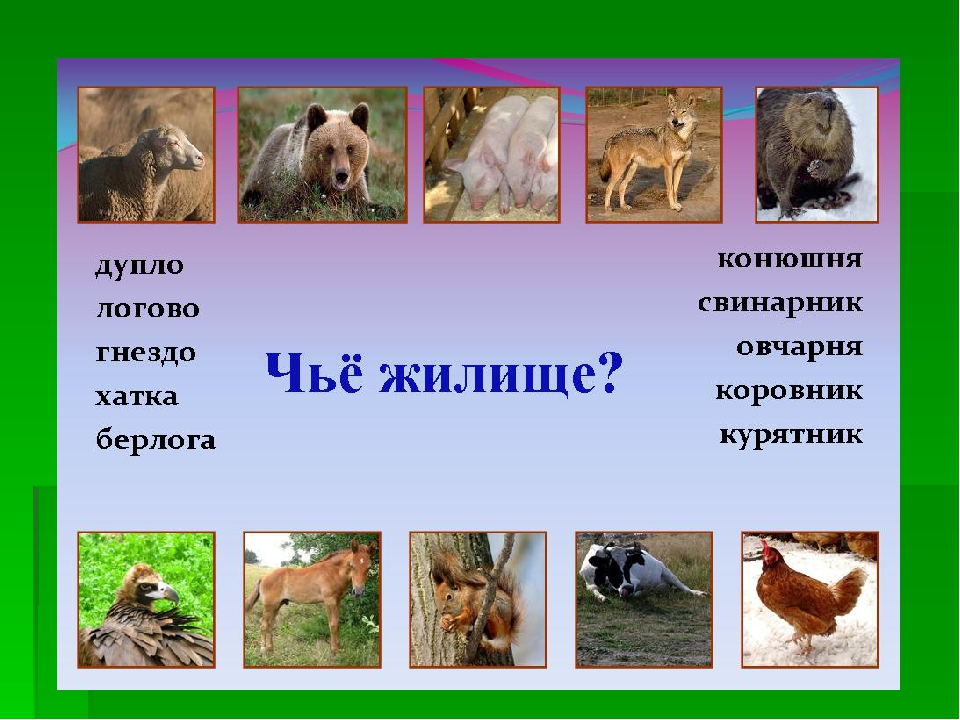 дупло
логово
гнездо
хатка
берлога
Чьё жилище?
конюшня
свинарник
овчарня
коровник
курятник